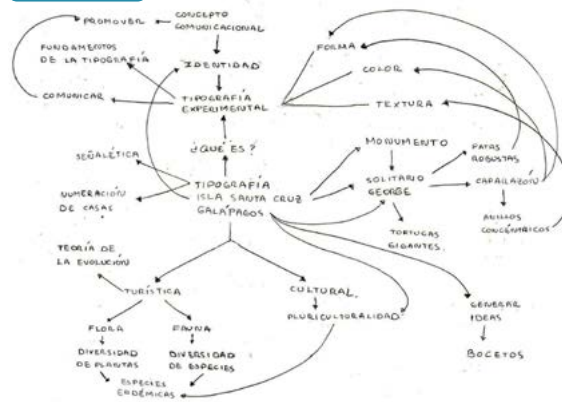 PROMOVER
CONCEPTO
COMUNICACIONAL
FUNDAMENTOS
DE LA TIPOGRAFÍA
IDENTIDAD
COMUNICAR
TIPOGRAFÍA
EXPERIMENTAL
FORMA
COLOR
TEXTURA
¿QUÉ ES?
SEÑALÉTICA
NUMERACIÓN
DE CASAS
TIPOGRAFÍA
ISLA SANTA CRUZ
GALÁPAGOS
MONUMENTO
SOLITARIO
GEORGE
PATAS
ROBUSTAS
CAPARAZÓN
ANILLOS
CONCÉNTRICOS
TORTUGAS
GIGANTES.
TEORÍA DE
LA EVOLUCIÓN
TURÍSTICA
CULTURAL.
PLURICULTURALIDAD
GENERAR
IDEAS
BOCETOS
FLORA
FAUNA
DIVERSIDAD
DE PLANTAS
DIVERSIDAD
DE ESPECIES
ESPECIES
ENDÉMICAS